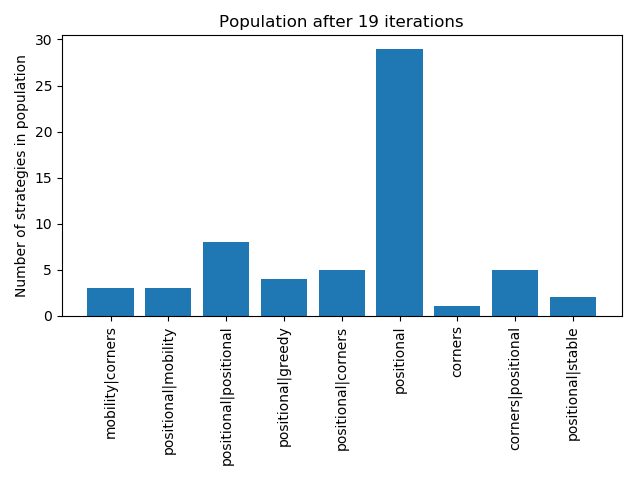 Population after 19 iterations
Number of strategies in population
30
25
20
15
10
5
0
mobility|corners
positional|mobility
positional|positional
positional|greedy
positional|corners
positional
corners
corners|positional
positional|stable